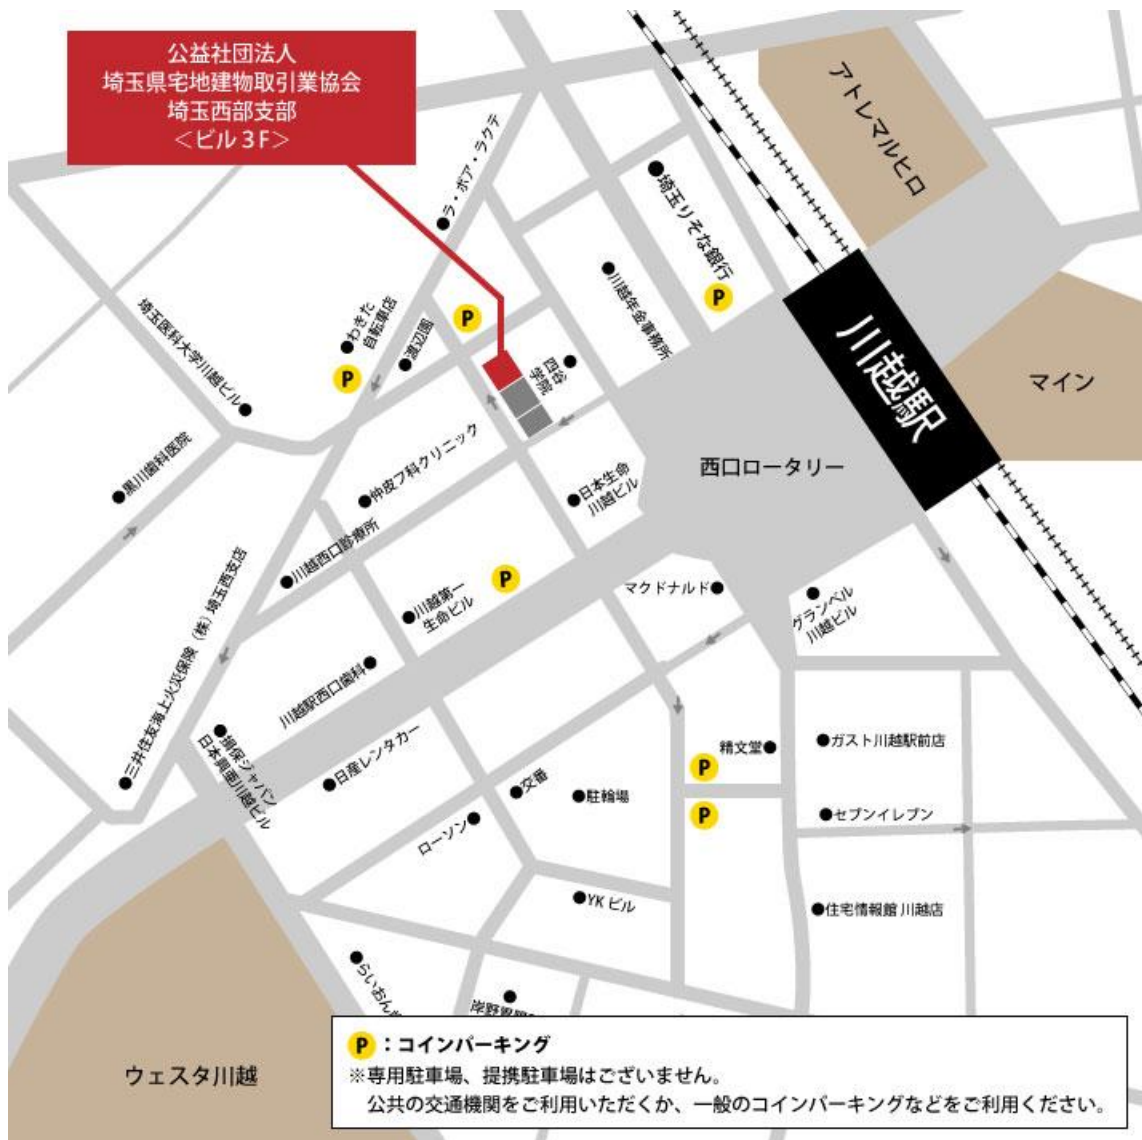 公益社団法人
埼玉県宅地建物取引業協会
埼玉西部支部
＜ビル３F＞
アトレマルヒロ
ラ・ボア・ラクテ
埼玉りそな銀行
P
川越年金事務所
P
わきた
自転車店
渡辺園
埼玉医科大学川越ビル
P
四谷
学院
川越駅
マイン
黒川歯科医院
仲皮フ科クリニック
西口ロータリー
日本生命
川越ビル
川越西口診療所
P
川越第一
生命ビル
マクドナルド
グランベル
川越ビル
三井住友海上火災保険（株）埼玉西支店
川越駅西口歯科
損保ジャパン
日本興亜川越ビル
日産レンタカー
精文堂
ガスト川越駅前店
P
交番
駐輪場
P
セブンイレブン
ローソン
YKビル
住宅情報館 川越店
らいおん
ウェスタ川越
P：コインパーキング
※専用駐車場、提携駐車場はございません。
公共の交通機関をご利用いただくか、一般のコインパーキングなどをご利用ください。